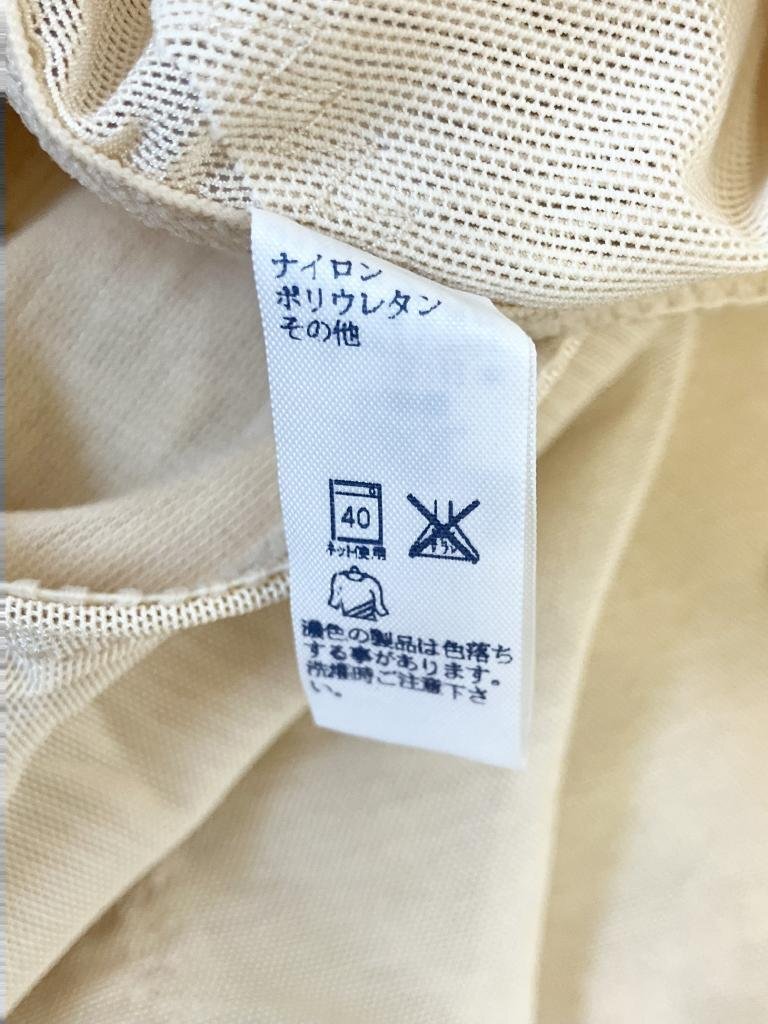 ナイロン
ポリウレタン
その他
40
ネット使用
濃色の製品は色落ち
する事があります。
洗濯時ご注意下さ
い。